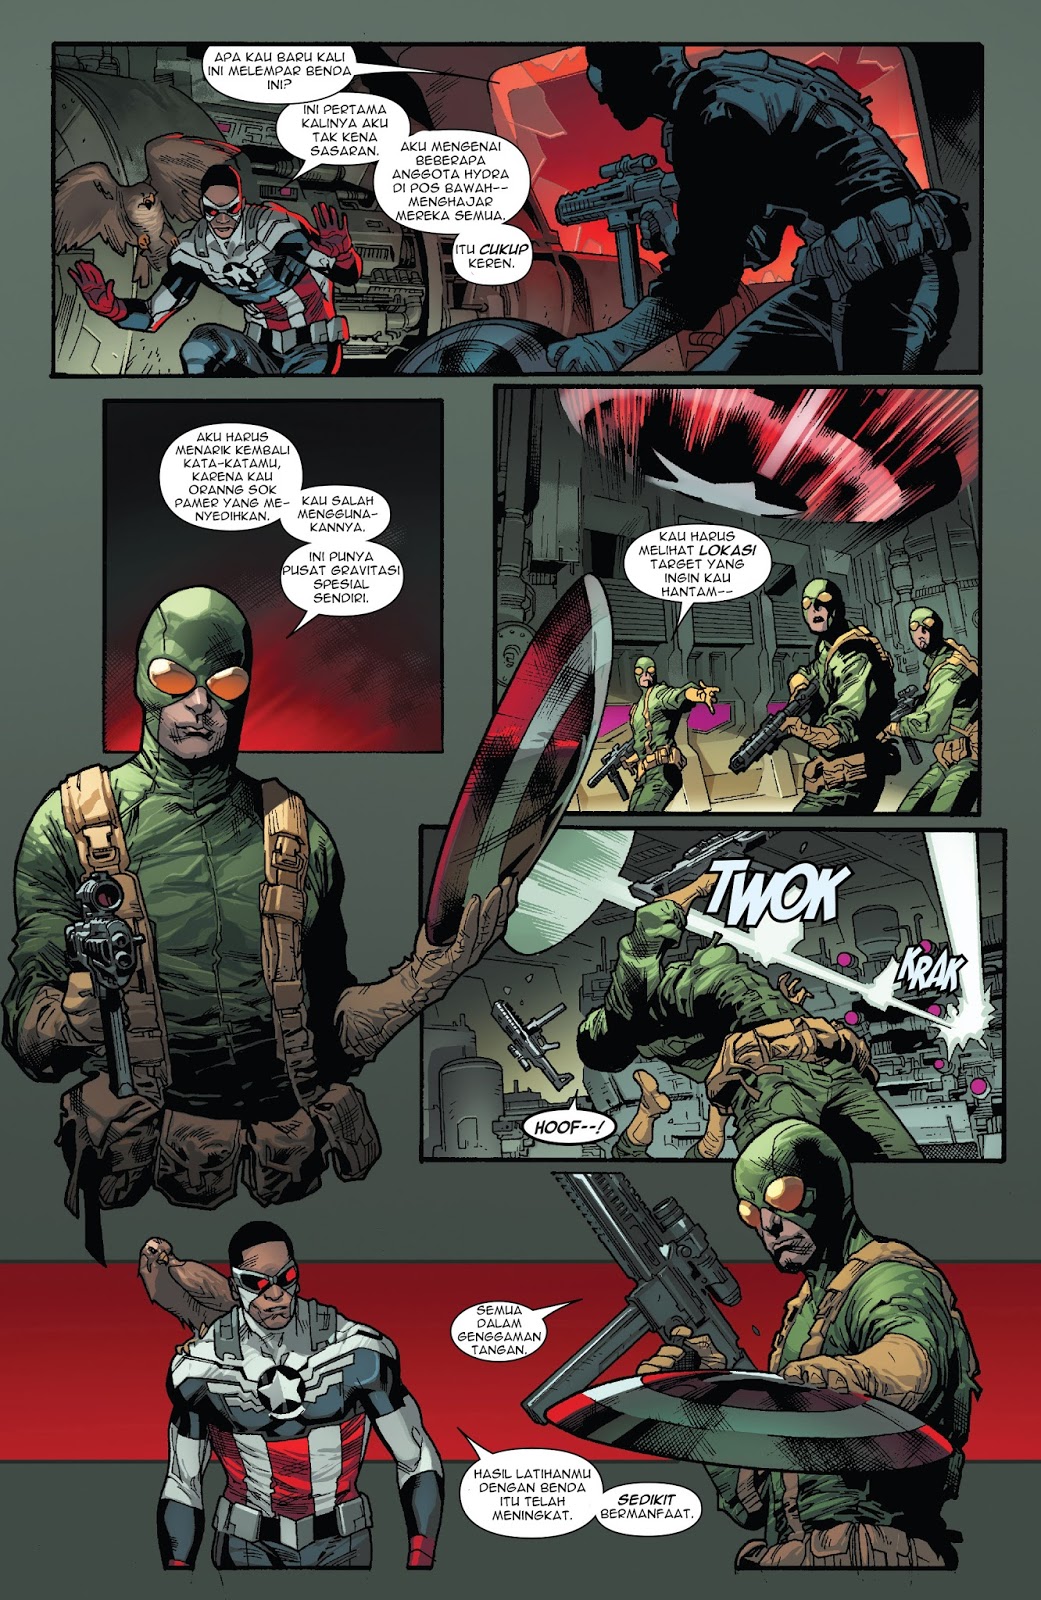 APA KAU BARU KALI
INI MELEMPAR BENDA
INI?
INI PERTAMA
KALINYA AKU
TAK KENA
SASARAN.
AKU MENGENAI
BEBERAPA
ANGGOTA HYDRA
DI POS BAWAH--
MENGHAJAR
MEREKA SEMUA.
ITU CUKUP
KEREN.
AKU HARUS
MENARIK KEMBALI
KATA-KATAMU,
KARENA KAU
ORANNG SOK
PAMER YANG ME-
NYEDIHKAN.
KAU SALAH
MENGGUNA-
KANNYA.
INI PUNYA
PUSAT GRAVITASI
SPESIAL
SENDIRI.
KAU HARUS
MELIHAT LOKASI
TARGET YANG
INGIN KAU
HANTAM--
TWOK
KRAK
HOOF--!
SEMUA
DALAM
GENGGAMAN
TANGAN.
HASIL LATIHANMU
DENGAN BENDA
ITU TELAH
MENINGKAT.
SEDIKIT
BERMANFAAT.